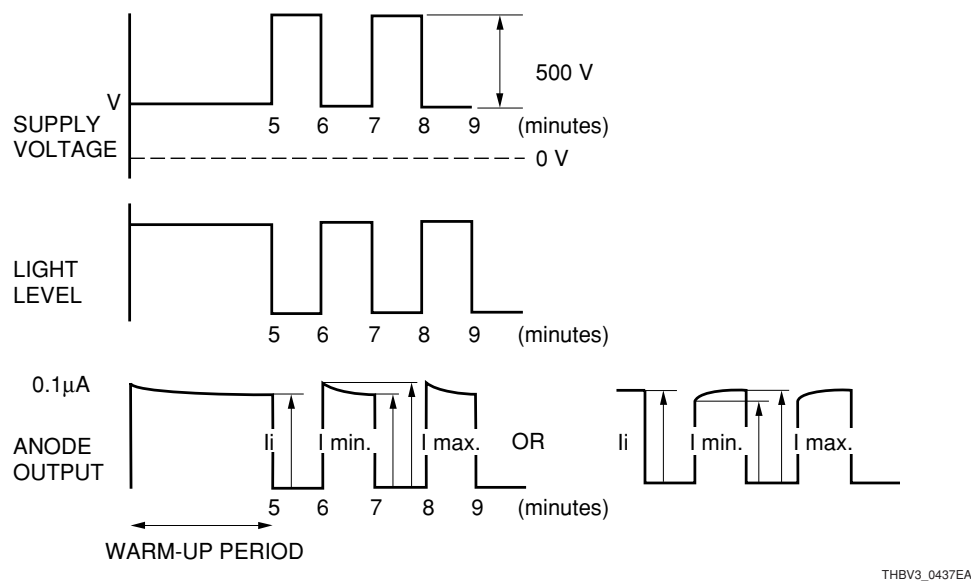 500 V
V
SUPPLY
VOLTAGE
5 6 7 8 9 (minutes)
0 V
LIGHT
LEVEL
5 6 7 8 9 (minutes)
0.1μA
ANODE
OUTPUT
Ii I min. I max. OR Ii I min. I max.
5 6 7 8 9 (minutes)
WARM-UP PERIOD
THBV3_0437EA